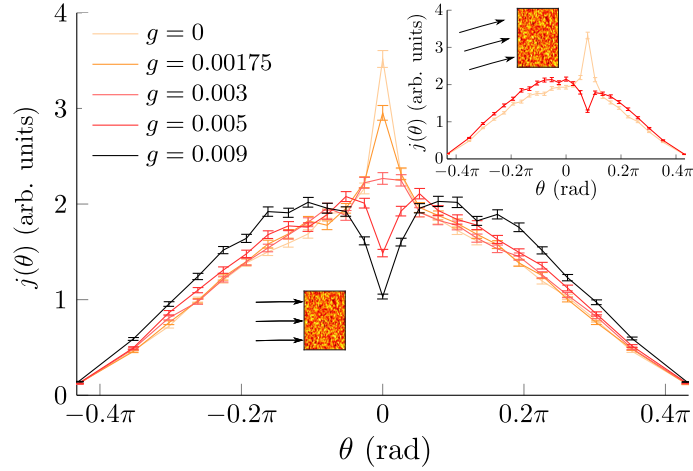 4
3
2
1
0
j(θ) (arb. units)
g = 0
g = 0.00175
g = 0.003
g = 0.005
g = 0.009
−0.4π
−0.2π
0
0.2π
0.4π
θ (rad)
4
3
2
1
0
j(θ) (arb. units)
−0.4π
−0.2π
0
0.2π
0.4π
θ (rad)